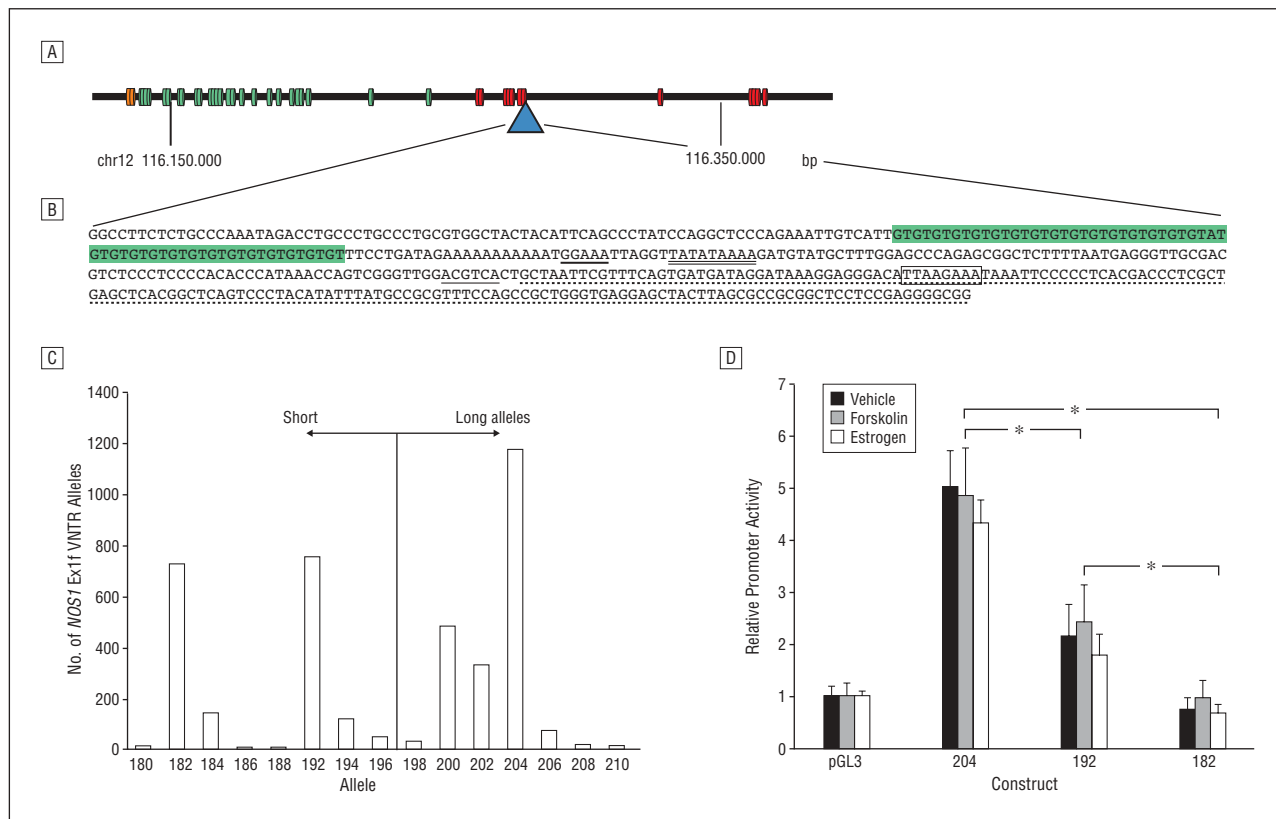 A
chr12 116.150.000
116.350.000
bp
B
GGCCTTCTCTGCCCAAATAGACCTGCCCTGCCCTGCGTGGCTACTACATTCAGCCCTATCCAGGCTCCCAGAAATTGTCATTGTGTGTGTGTGTGTGTGTGTGTGTGTGTGTGTAT
GTGTGTGTGTGTGTGTGTGTGTGTGTTTCCTGATAGAAAAAAAAAAATGGAAATTAGGTTATATAAAAGATGTATGCTTTGGAGCCCAGAGCGGCTCTTTTAATGAGGGTTGCGAC
GTCTCCCTCCCCACACCCATAAACCAGTCGGGTTGGACGTCACTGCTAATTCGTTTCAGTGATGATAGGATAAAGGAGGGACATTAAGAAATAAATTCCCCCTCACGACCCTCGCT
GAGCTCACGGCTCAGTCCCTACATATTTATGCCGCGTTTCCAGCCGCTGGGTGAGGAGCTACTTAGCGCCGCGGCTCCTCCGAGGGGCGG
C
1400
1200
1000
800
600
400
200
0
No. of NOS1 Ex1f VNTR Alleles
Short
Long alleles
180 182 184 186 188 192 194 196 198 200 202 204 206 208 210
Allele
D
7
6
5
4
3
2
1
0
Relative Promoter Activity
Vehicle
Forskolin
Estrogen
*
*
*
pGL3 204 192 182
Construct